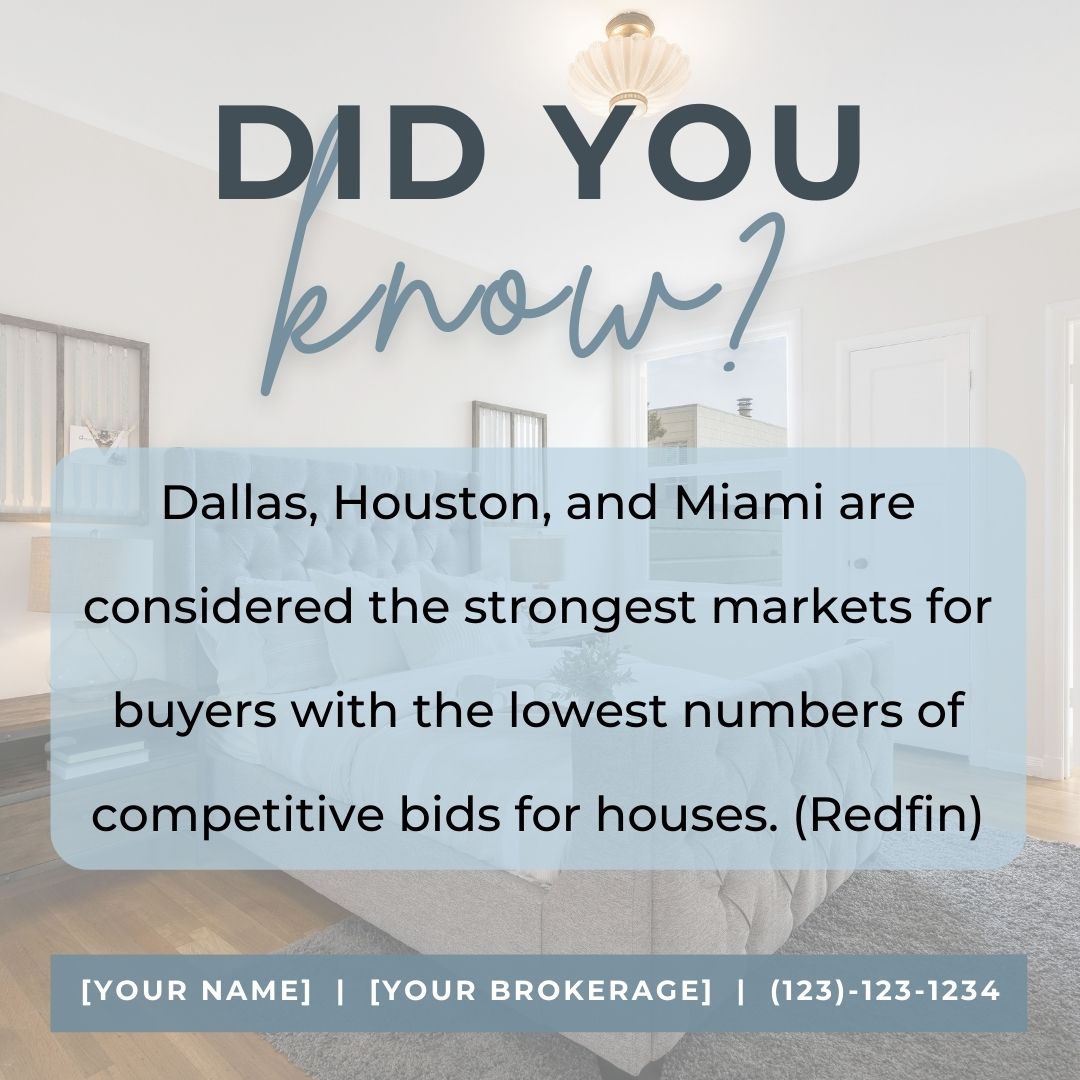 DID YOU
know?
Dallas, Houston, and Miami are
considered the strongest markets for
buyers with the lowest numbers of
competitive bids for houses. (Redfin)
[YOUR NAME] | [YOUR BROKERAGE] | (123)-123-1234